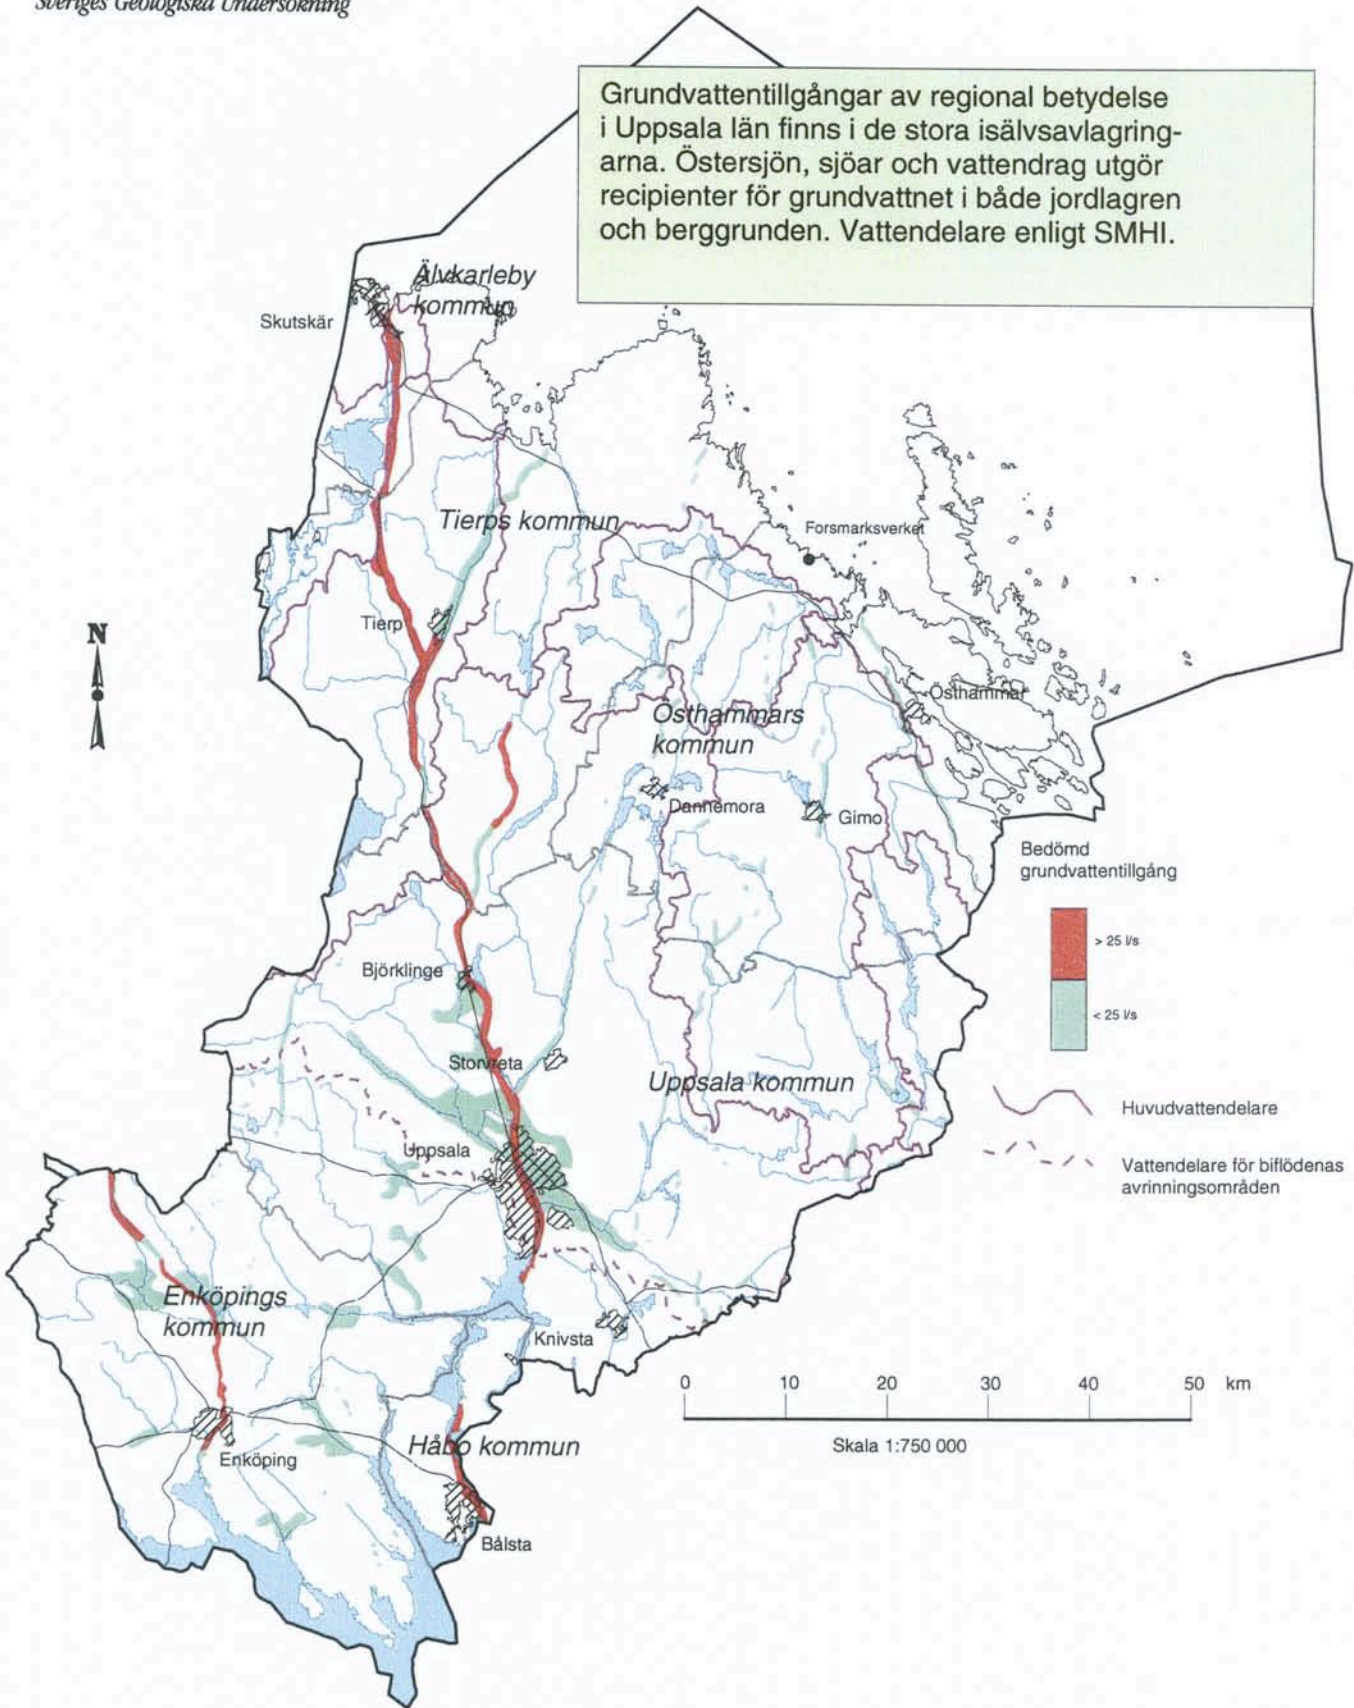 Sveriges Geologiska Undersökning
Grundvattentillgångar av regional betydelse
i Uppsala län finns i de stora isälvsavlagring-
arna. Östersjön, sjöar och vattendrag utgör
recipienter för grundvattnet i både jordlagren
och berggrunden. Vattendelare enligt SMHI.
Älvkarleby
kommun
Skutskär
Tierps kommun
Forsmarksverket
N
Tierp
Östhammar
Östhammars
kommun
Dannemora
Gimo
Bedömd
grundvattentillgång
> 25 l/s
< 25 l/s
Björklinge
Storvreta
Uppsala kommun
Huvudvattendelare
Uppsala
Vattendelare för biflödenas
avrinningsområden
Enköpings
kommun
Knivsta
0 10 20 30 40 50 km
Skala 1:750 000
Håbo kommun
Enköping
Bålsta